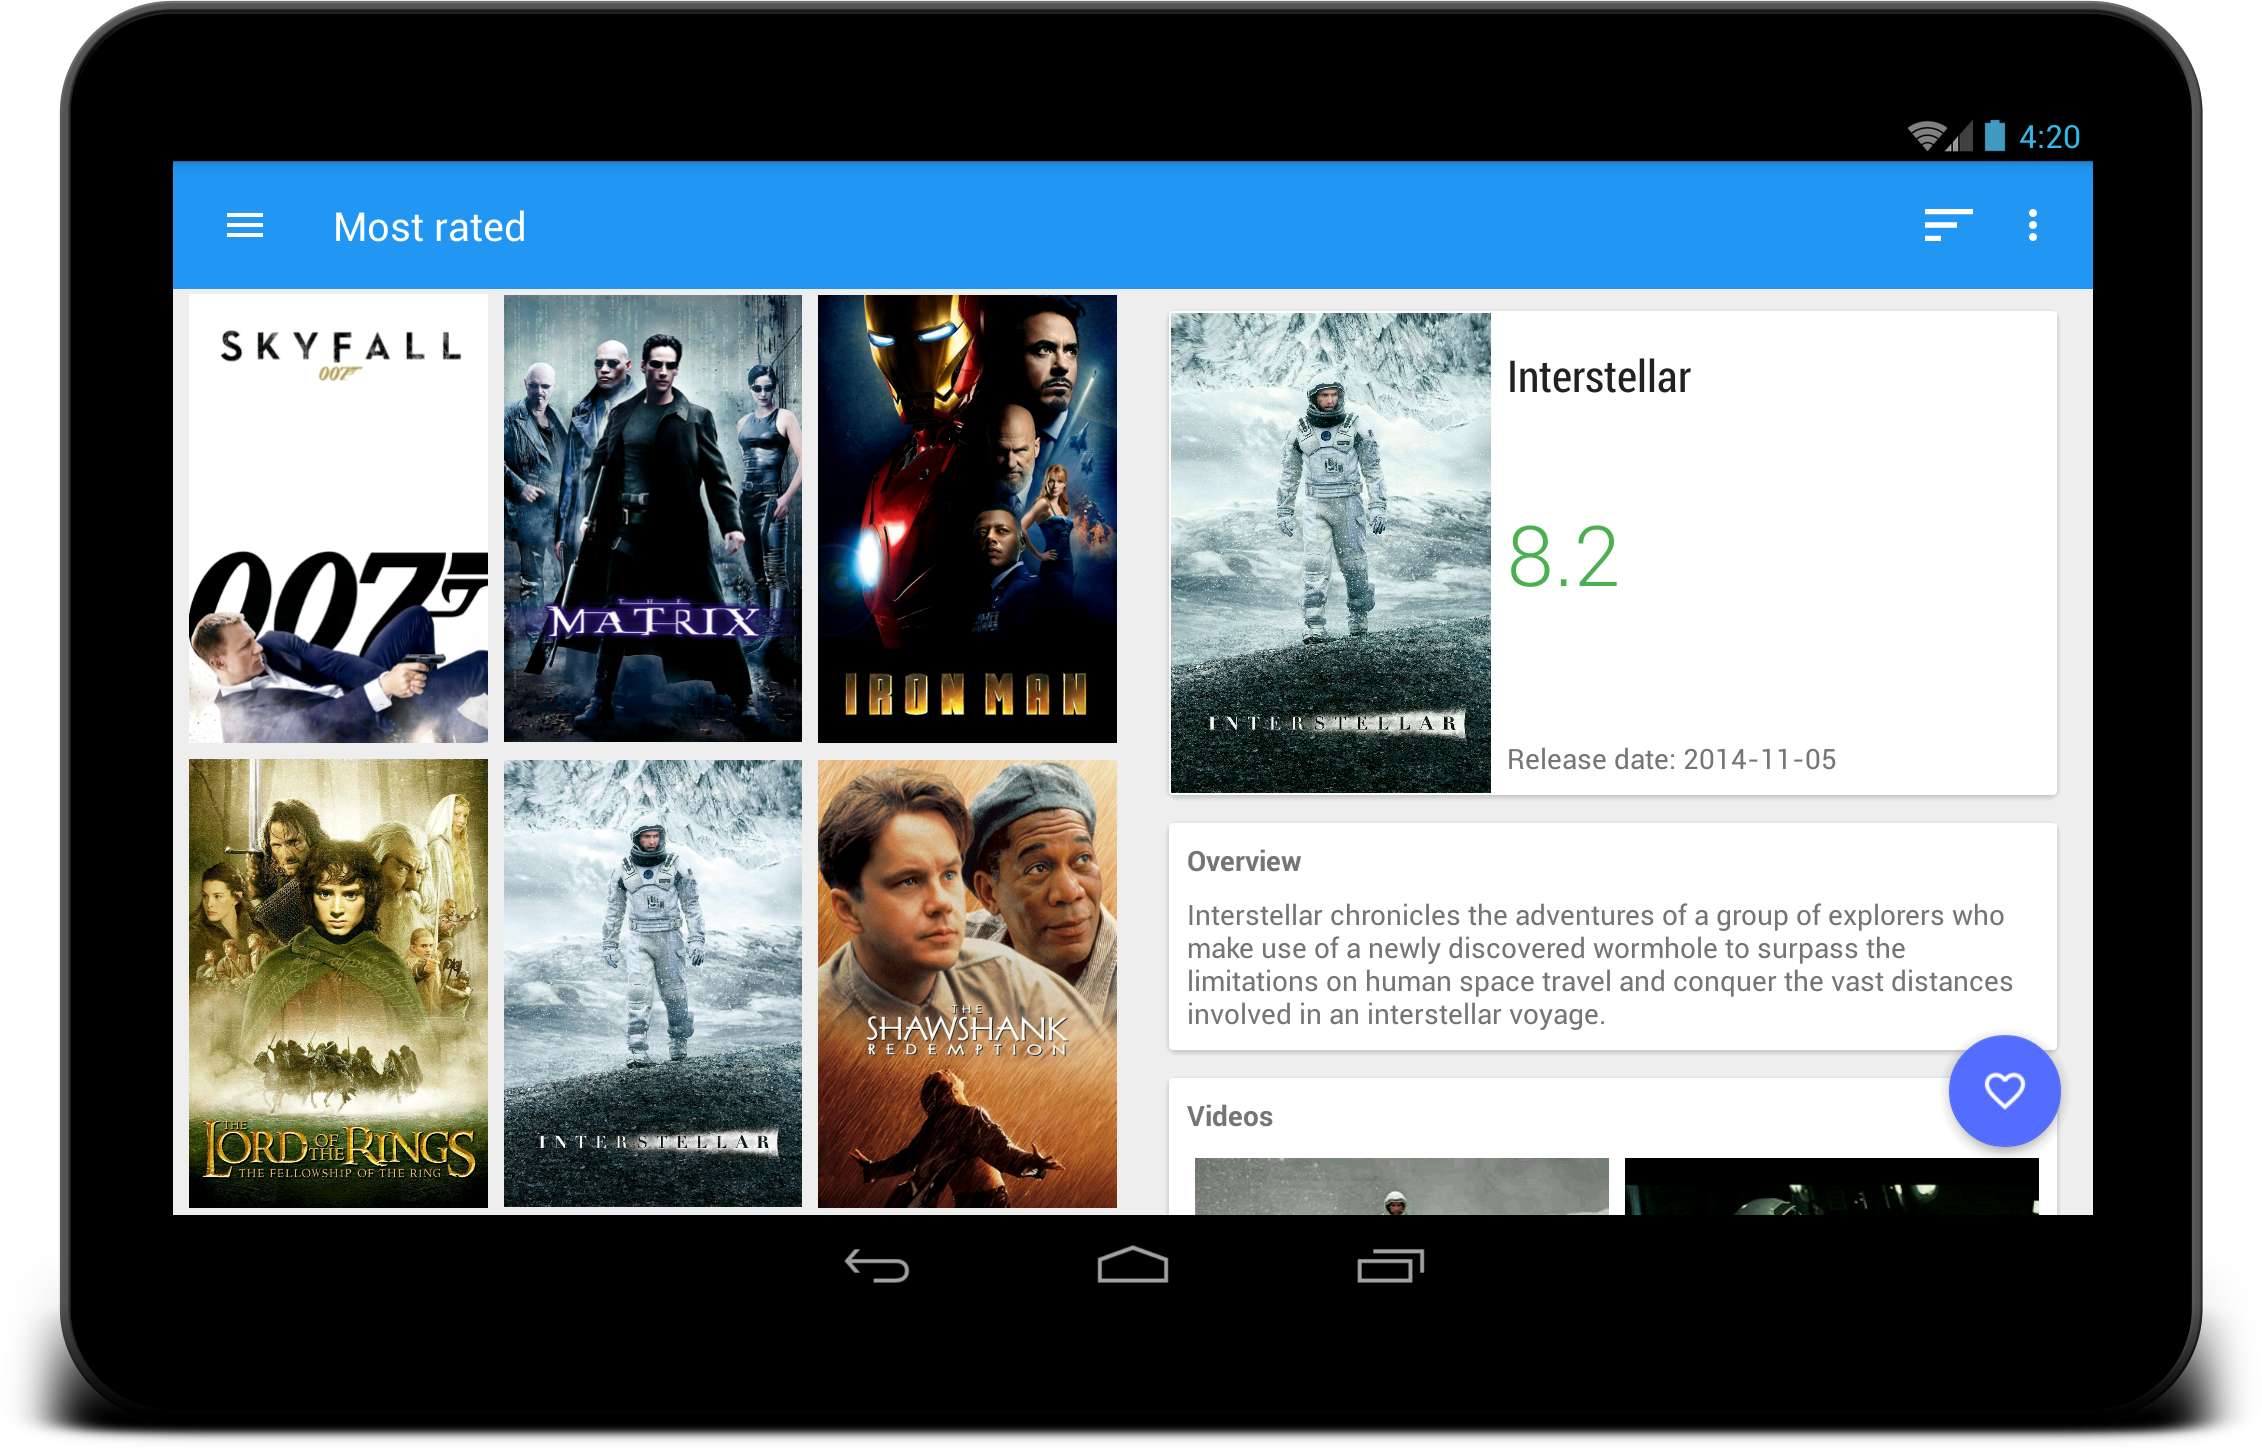 4:20
Most rated
SKYFALL
007
007
THE
MATRIX
IRON MAN
THE
LORD OF THE RINGS
THE FELLOWSHIP OF THE RING
INTERSTELLAR
THE
SHAWSHANK
REDEMPTION
INTERSTELLAR
Interstellar
8.2
Release date: 2014-11-05
Overview
Interstellar chronicles the adventures of a group of explorers who
make use of a newly discovered wormhole to surpass the
limitations on human space travel and conquer the vast distances
involved in an interstellar voyage.
Videos